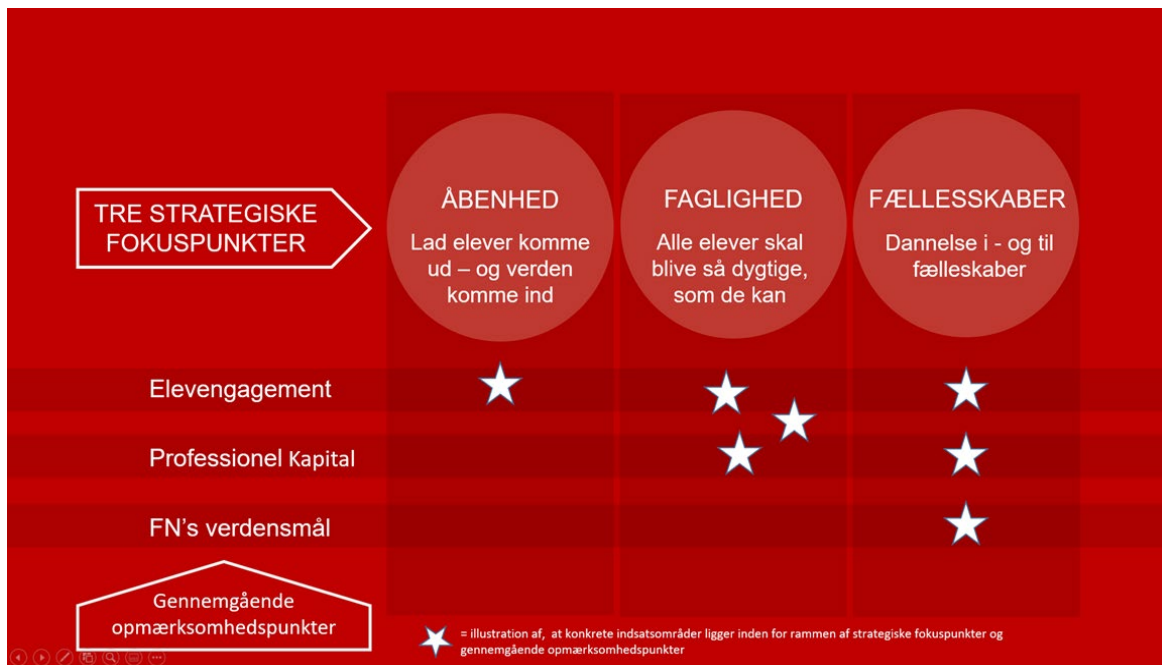 TRE STRATEGISKE
FOKUSPUNKTER
ÅBENHED
Lad elever komme
ud – og verden
komme ind
FAGLIGHED
Alle elever skal
blive så dygtige,
som de kan
FÆLLESSKABER
Dannelse i - og til
fælleskaber
Elevengagement
Professionel Kapital
FN's verdensmål
Gennemgående
opmærksomhedspunkter
= illustration af, at konkrete indsatsområder ligger inden for rammen af strategiske fokuspunkter og
gennemgående opmærksomhedspunkter